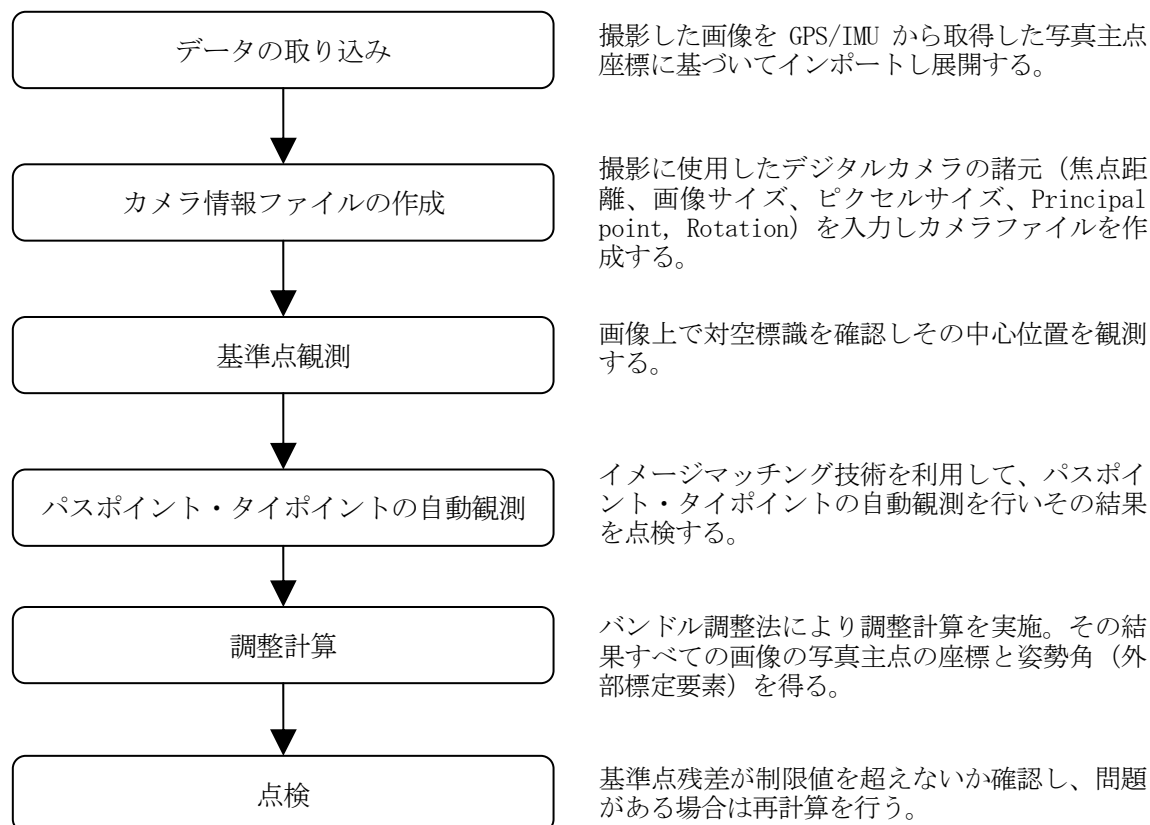 データの取り込み
撮影した画像を GPS/IMU から取得した写真主点
座標に基づいてインポートし展開する。
カメラ情報ファイルの作成
撮影に使用したデジタルカメラの諸元（焦点距
離、画像サイズ、ピクセルサイズ、Principal
point, Rotation）を入力しカメラファイルを作
成する。
基準点観測
画像上で対空標識を確認しその中心位置を観測
する。
パスポイント・タイポイントの自動観測
イメージマッチング技術を利用して、パスポイ
ント・タイポイントの自動観測を行いその結果
を点検する。
調整計算
バンドル調整法により調整計算を実施。その結
果すべての画像の写真主点の座標と姿勢角（外
部標定要素）を得る。
点検
基準点残差が制限値を超えないか確認し、問題
がある場合は再計算を行う。